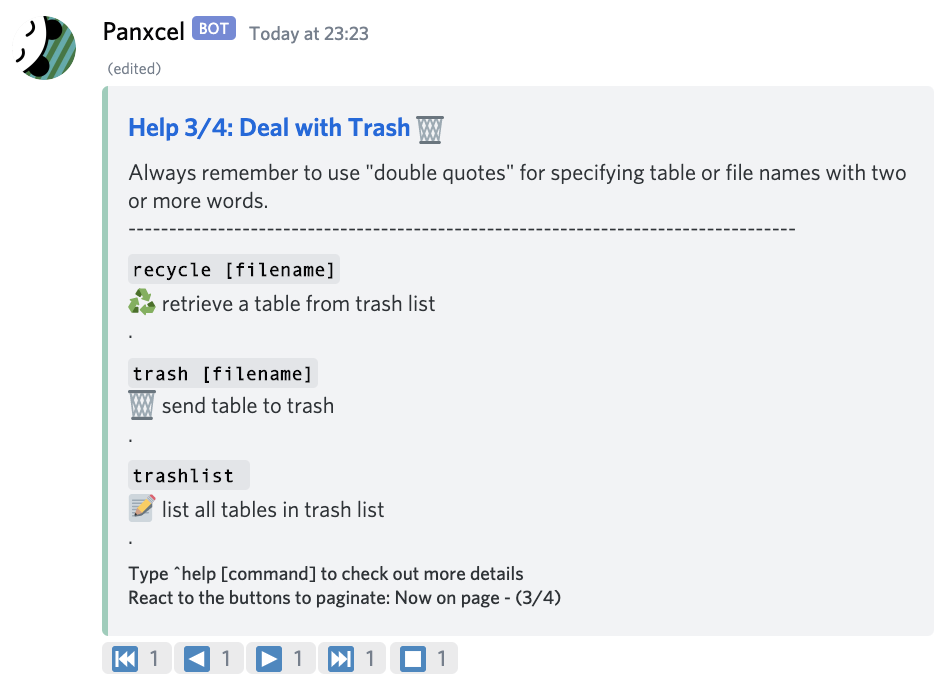 Panxcel BOT Today at 23:23
(edited)
Help 3/4: Deal with Trash
Always remember to use "double quotes" for specifying table or file names with two
or more words.
--------------------------------------------------------------------------------
recycle [filename]
retrieve a table from trash list
.
trash [filename]
send table to trash
.
trashlist
list all tables in trash list
.
Type ^help [command] to check out more details
React to the buttons to paginate: Now on page - (3/4)
1 1 1 1 1